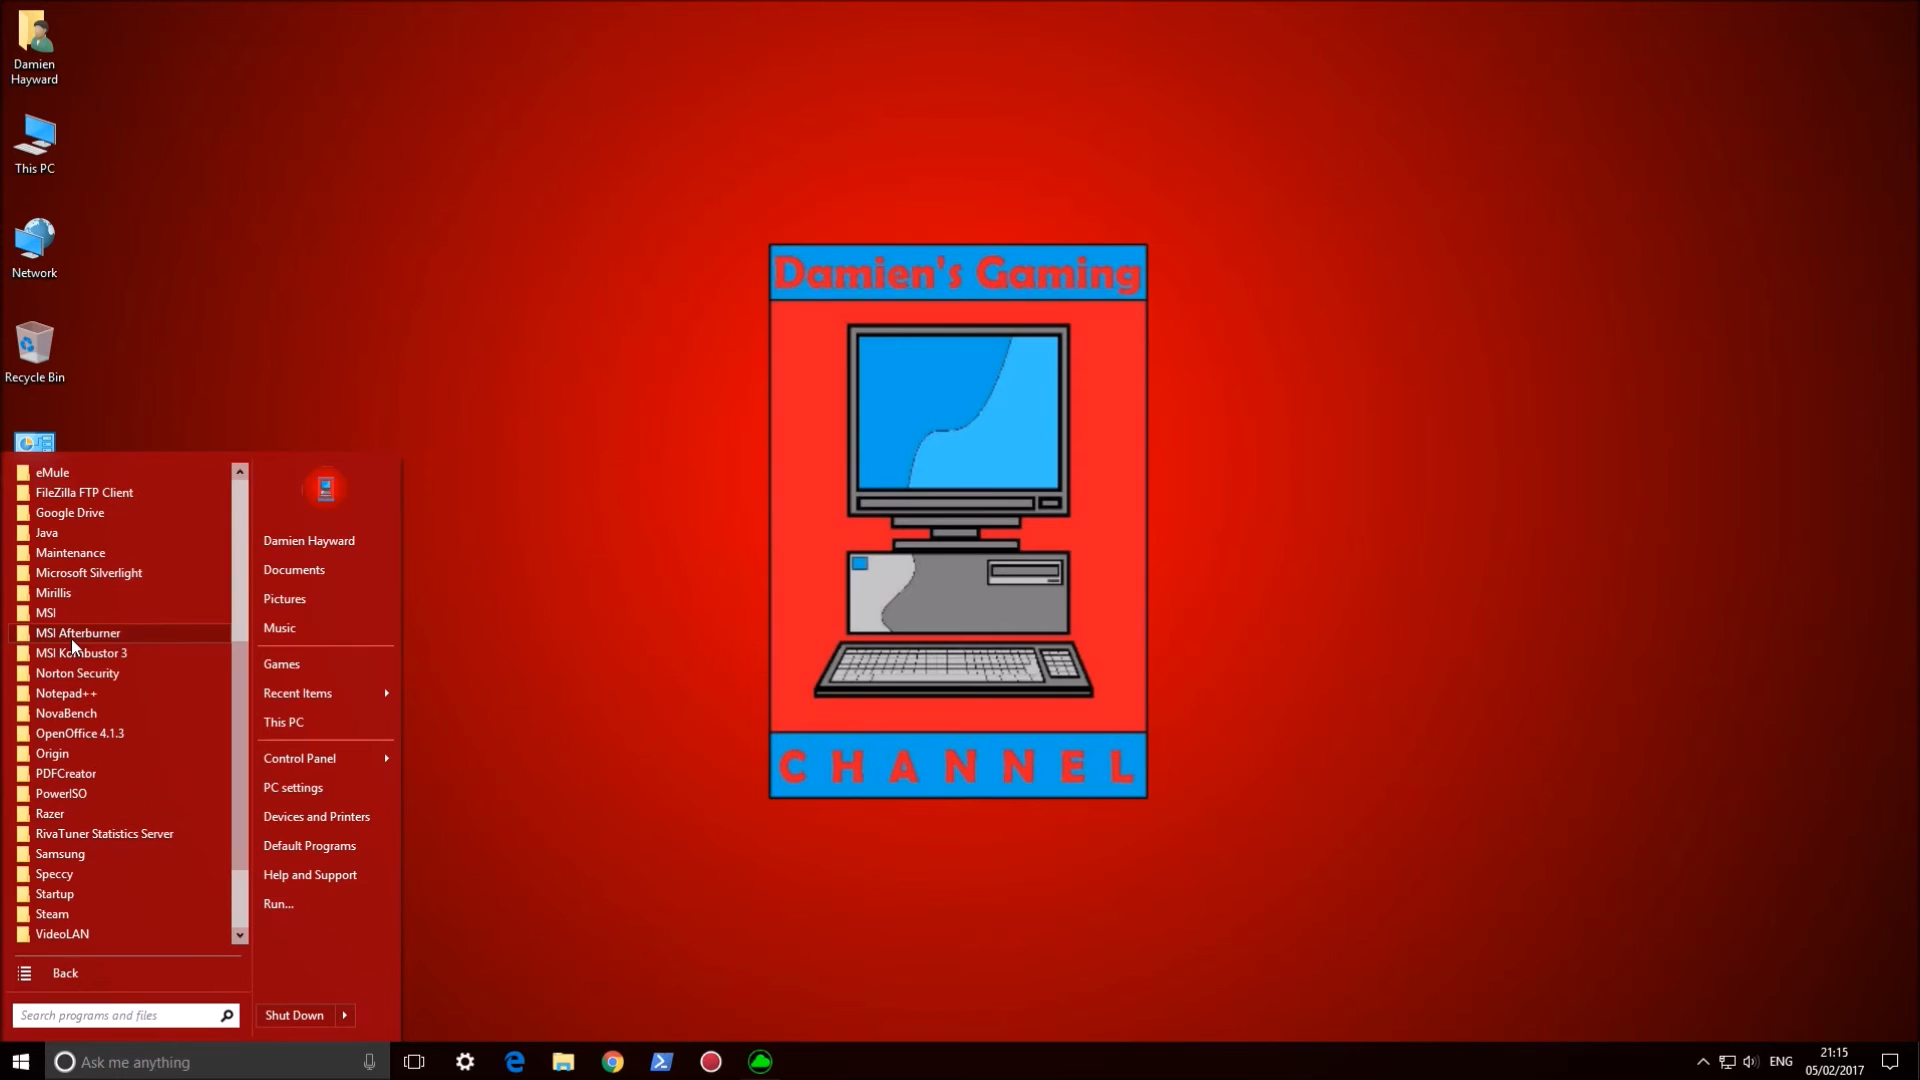 Damien
Hayward
This PC
Network
Recycle Bin
Damien's Gaming
CHANNEL
eMule
FileZilla FTP Client
Google Drive
Java
Maintenance
Microsoft Silverlight
Mirillis
MSI
MSI Afterburner
MSI Kombustor 3
Norton Security
Notepad++
NovaBench
OpenOffice 4.1.3
Origin
PDFCreator
PowerISO
Razer
RivaTuner Statistics Server
Samsung
Speccy
Startup
Steam
VideoLAN
Back
Search programs and files
Damien Hayward
Documents
Pictures
Music
Games
Recent Items
This PC
Control Panel
PC settings
Devices and Printers
Default Programs
Help and Support
Run...
Shut Down
Ask me anything
ENG
21:15
05/02/2017